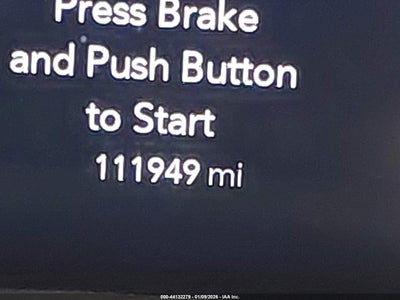 Press Brake
and Push Button
to Start
111949 mi
000-44132279 - 01/09/2026 - IAA Inc.